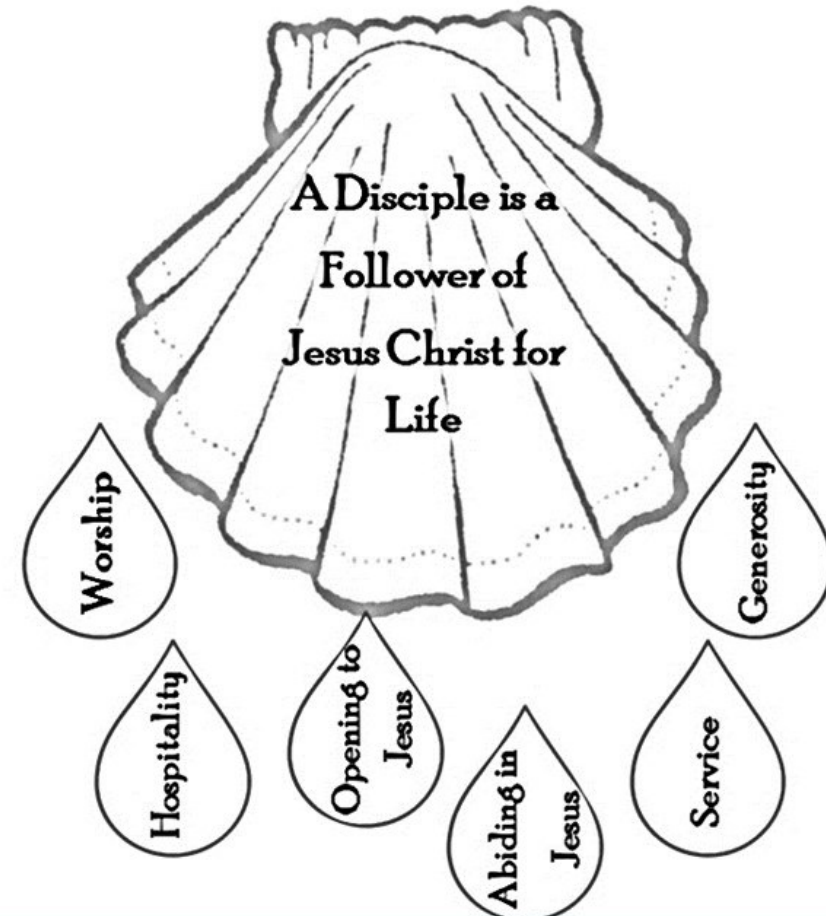 A Disciple is a
Follower of
Jesus Christ for
Life
Worship
Hospitality
Opening to
Jesus
Abiding in
Jesus
Service
Generosity